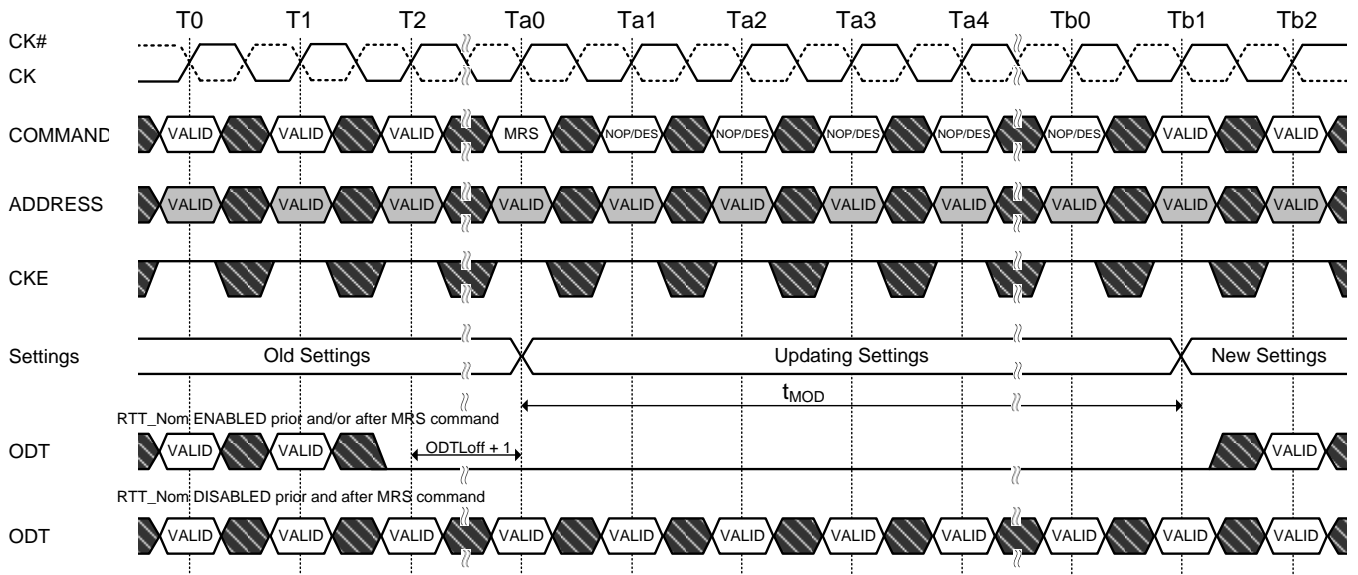 T0 T1 T2 Ta0 Ta1 Ta2 Ta3 Ta4 Tb0 Tb1 Tb2
CK#
CK
COMMAND VALID VALID VALID MRS NOP/DES NOP/DES NOP/DES NOP/DES NOP/DES VALID VALID
ADDRESS VALID VALID VALID VALID VALID VALID VALID VALID VALID VALID VALID
CKE
Settings Old Settings Updating Settings New Settings
tMOD
RTT_Nom ENABLED prior and/or after MRS command
ODT VALID VALID ODTLoff + 1 VALID
RTT_Nom DISABLED prior and after MRS command
ODT VALID VALID VALID VALID VALID VALID VALID VALID VALID VALID VALID